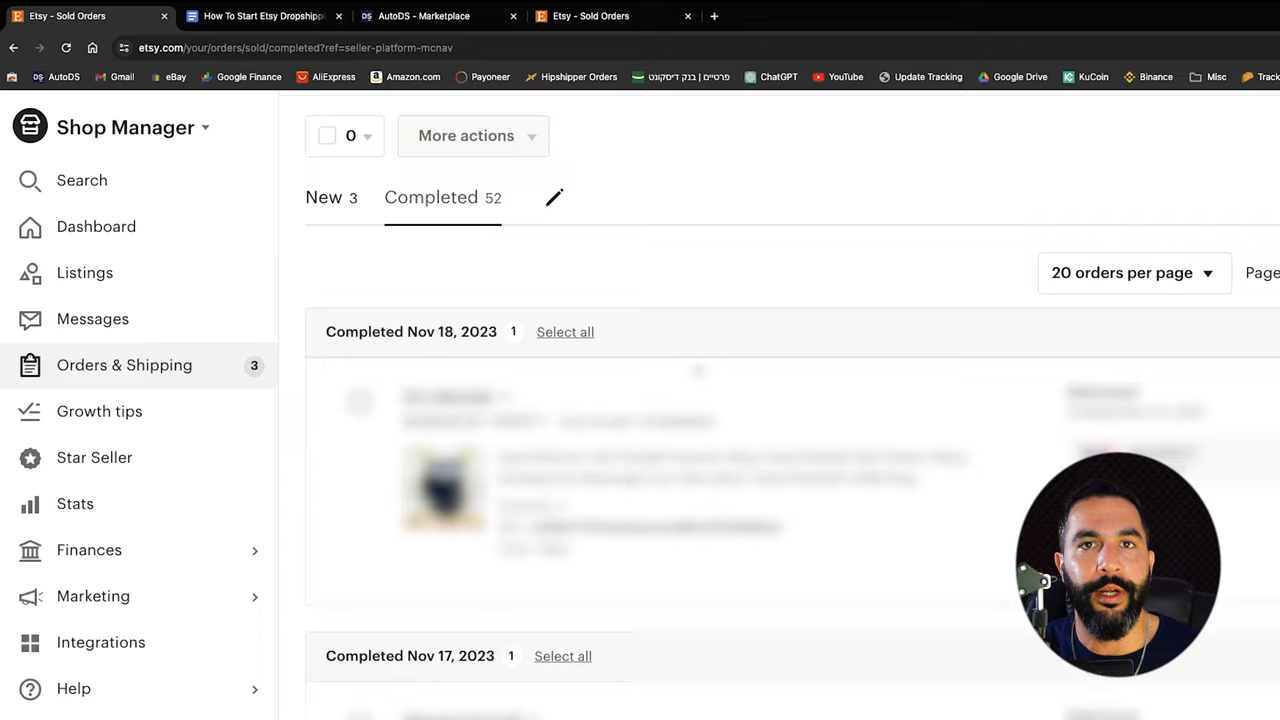 Etsy - Sold Orders
How To Start Etsy Dropshippi
AutoDS - Marketplace
Etsy - Sold Orders
etsy.com/your/orders/sold/completed?ref=seller-platform-mcnav
AutoDS
Gmail
eBay
Google Finance
AliExpress
Amazon.com
Payoneer
Hipshipper Orders
פרטיים | בנק דיסקונט
ChatGPT
YouTube
Update Tracking
Google Drive
KuCoin
Binance
Misc
Track
Shop Manager
Search
Dashboard
Listings
Messages
Orders & Shipping 3
Growth tips
Star Seller
Stats
Finances
Marketing
Integrations
Help
0
More actions
New 3
Completed 52
20 orders per page
Page
Completed Nov 18, 2023 1 Select all
Completed Nov 17, 2023 1 Select all